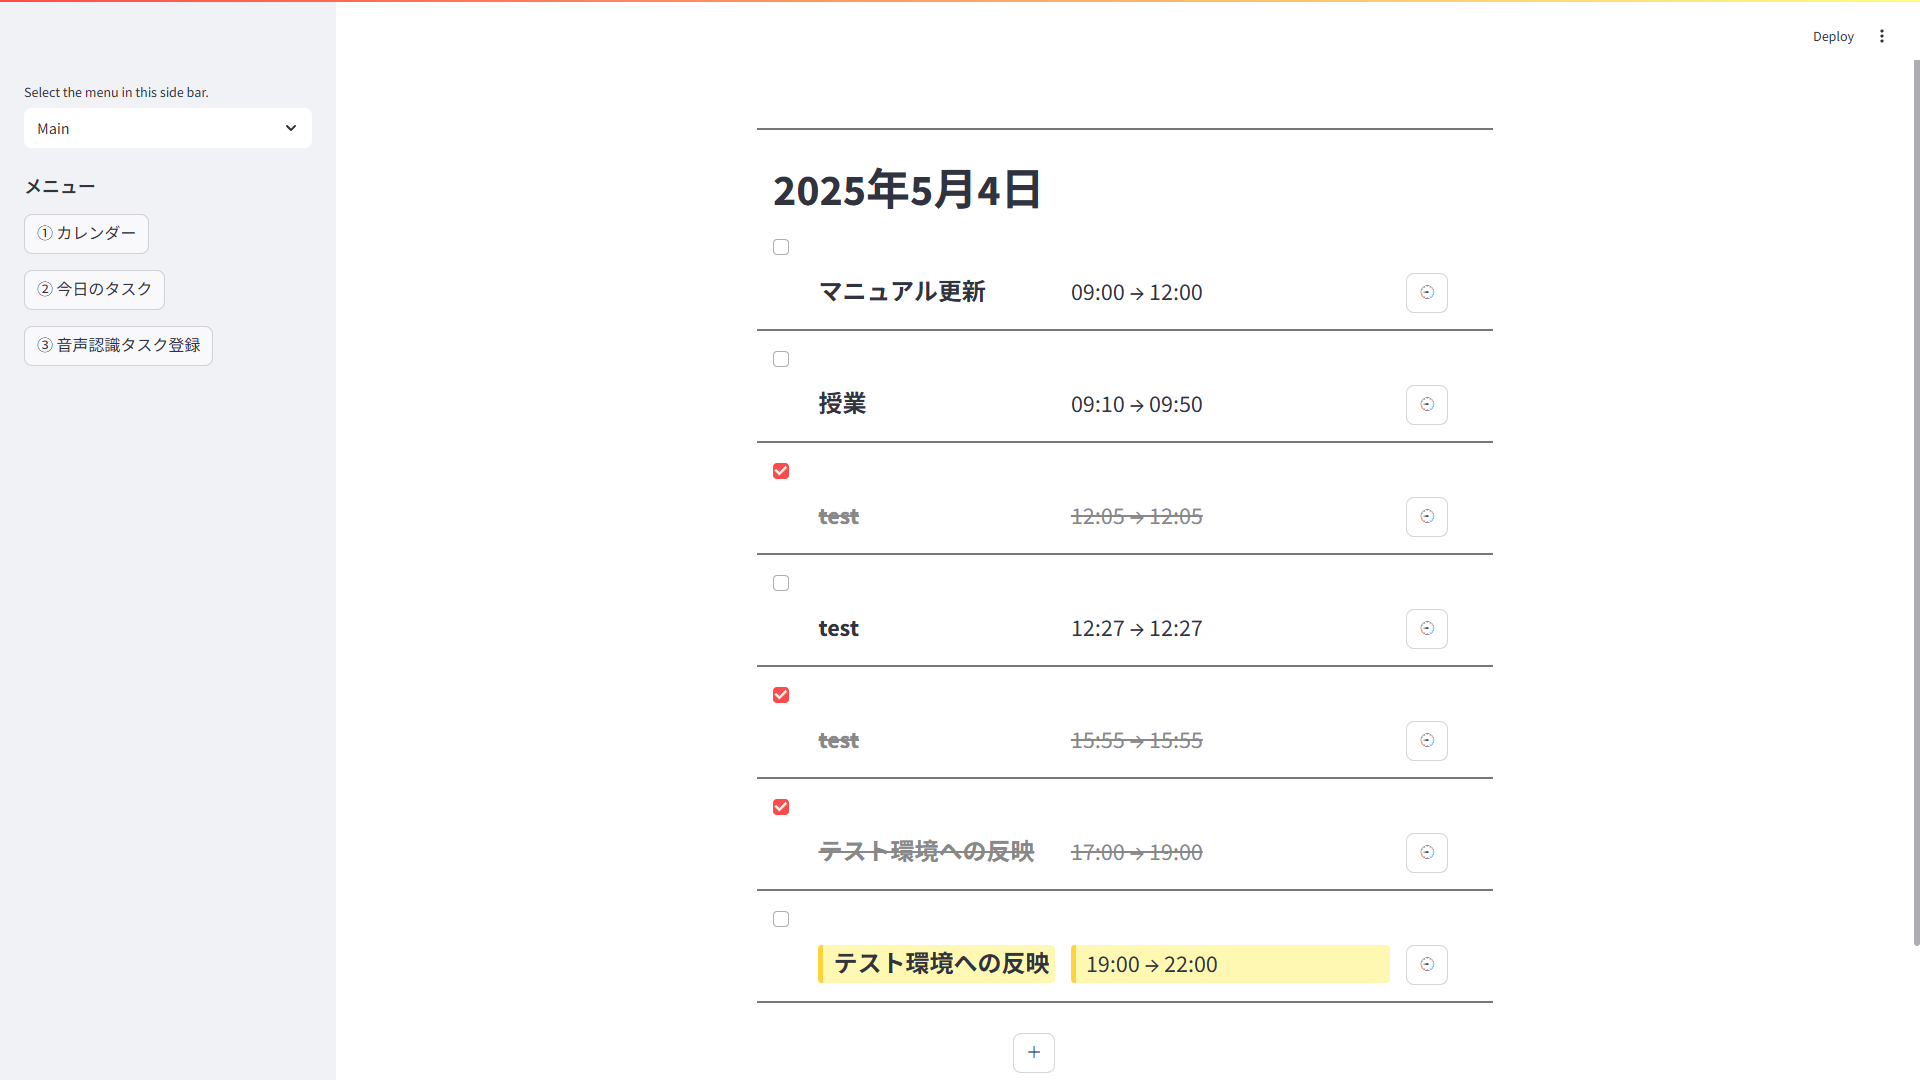 Deploy
Select the menu in this side bar.
Main
メニュー
① カレンダー
② 今日のタスク
③ 音声認識タスク登録
2025年5月4日
マニュアル更新 09:00 → 12:00
授業 09:10 → 09:50
test 12:05 → 12:05
test 12:27 → 12:27
test 15:55 → 15:55
テスト環境への反映 17:00 → 19:00
テスト環境への反映 19:00 → 22:00
+